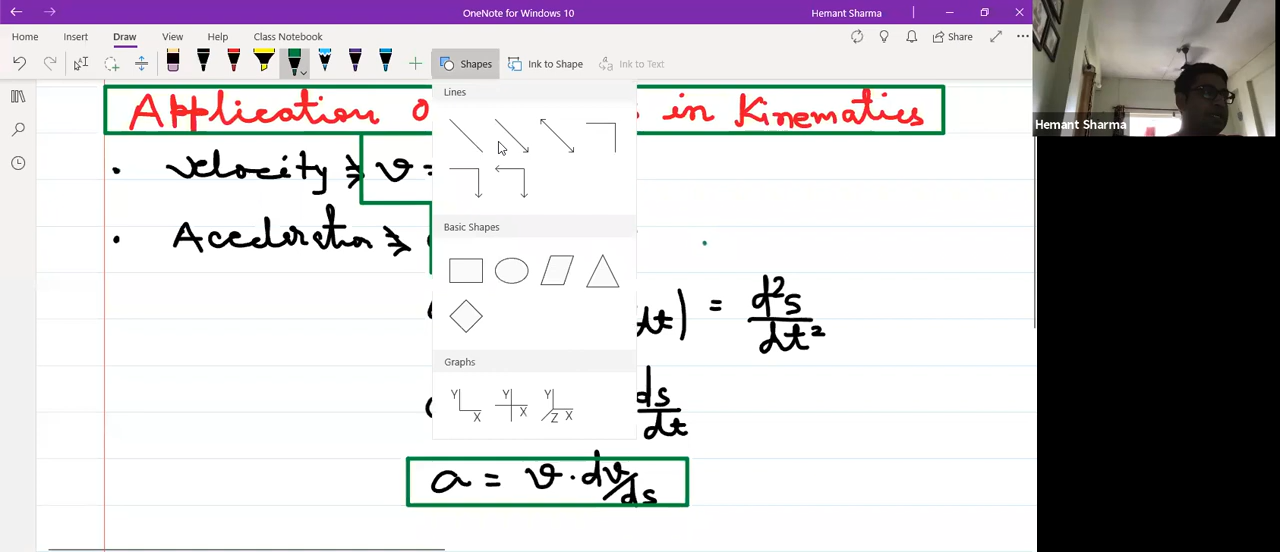 OneNote for Windows 10
Hemant Sharma
Home Insert Draw View Help Class Notebook
Share
Shapes Ink to Shape Ink to Text
Lines
Basic Shapes
Graphs
Y X Y X Y Z X
Application o in Kinematics
• Velocity ⇒ v =
• Acceleration ⇒
dt) = d²s/dt²
ds/dt
a = v · dv/ds
Hemant Sharma